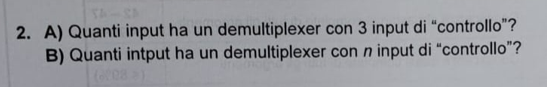 2. A) Quanti input ha un demultiplexer con 3 input di "controllo"?
B) Quanti intput ha un demultiplexer con n input di "controllo"?